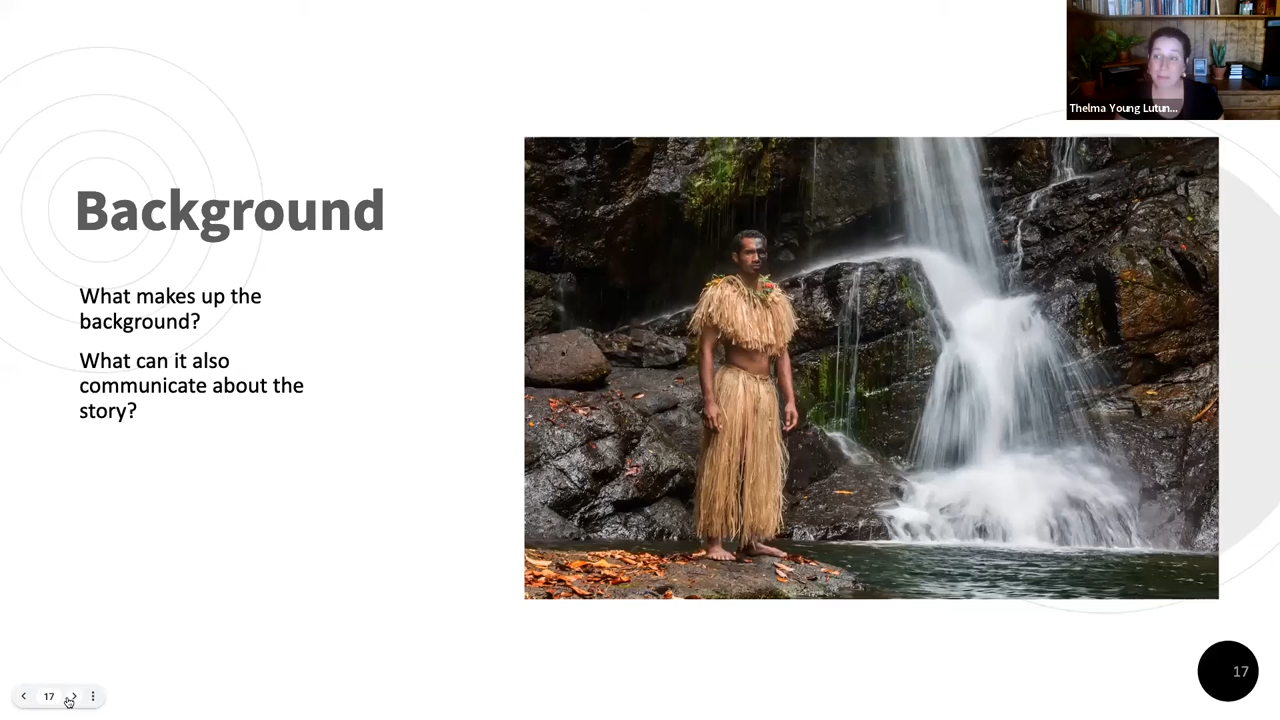 Thelma Young Lutun...
Background
What makes up the
background?
What can it also
communicate about the
story?
17
17